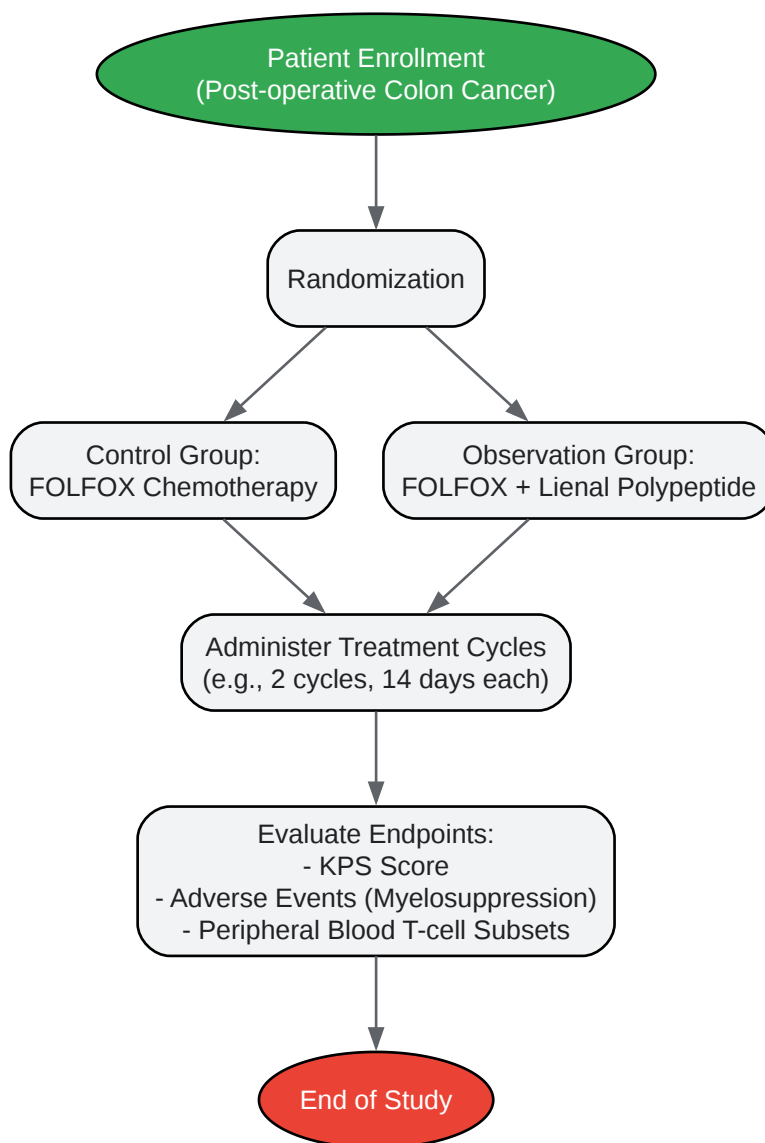 Patient Enrollment
(Post-operative Colon Cancer)
Randomization
Control Group:
FOLFOX Chemotherapy
Observation Group:
FOLFOX + Lienal Polypeptide
Administer Treatment Cycles
(e.g., 2 cycles, 14 days each)
Evaluate Endpoints:
- KPS Score
- Adverse Events (Myelosuppression)
- Peripheral Blood T-cell Subsets
End of Study